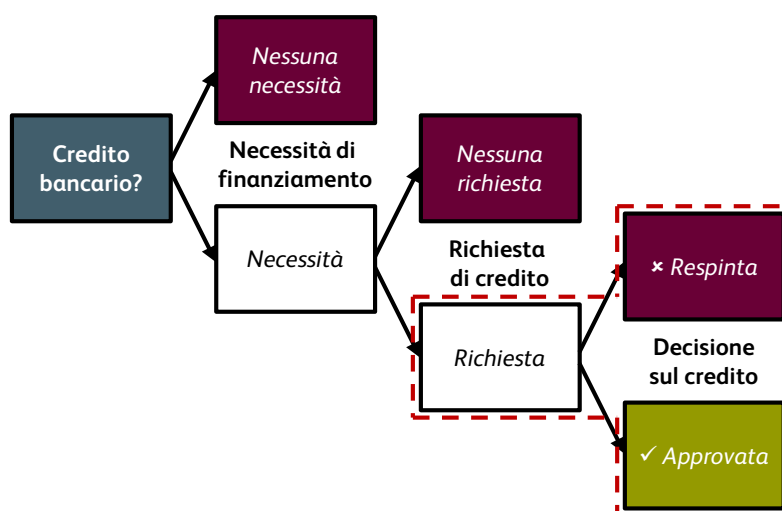 Nessuna
necessità
Credito
bancario?
Necessità di
finanziamento
Nessuna
richiesta
Necessità
Richiesta
di credito
× Respinta
Richiesta
Decisione
sul credito
✓ Approvata